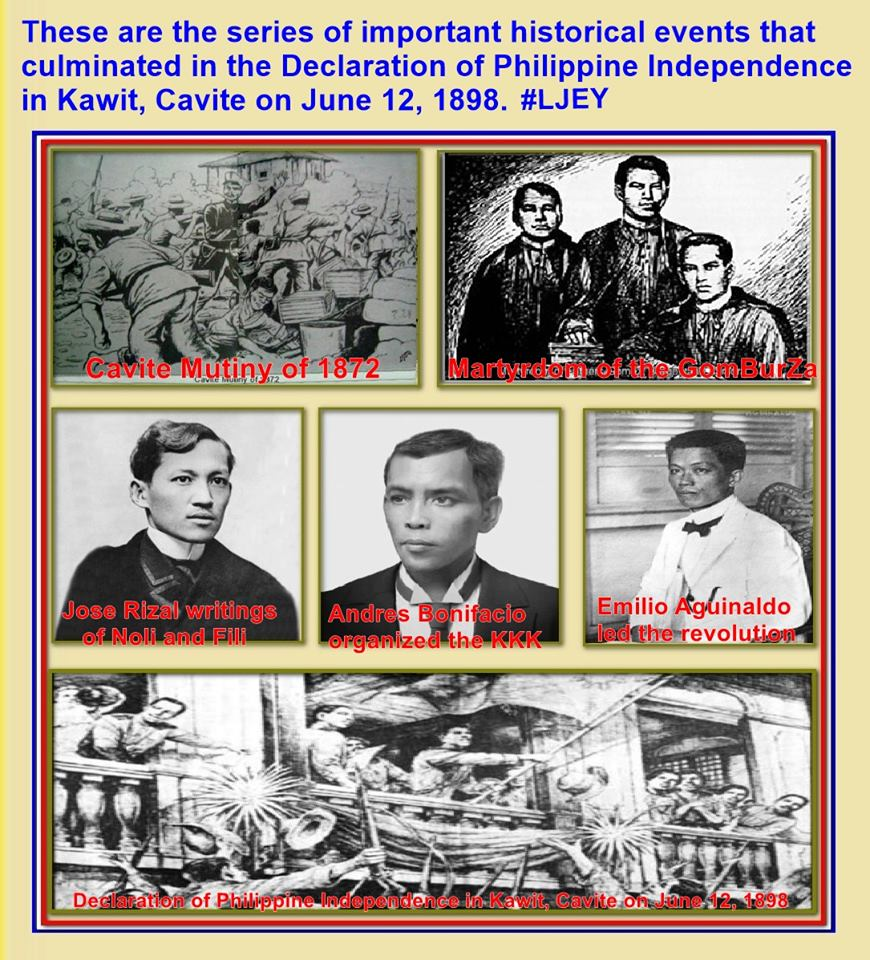 These are the series of important historical events that
culminated in the Declaration of Philippine Independence
in Kawit, Cavite on June 12, 1898. #LJEY
Cavite Mutiny of 1872
Cavite Mutiny of 1872
Martyrdom of the GomBurZa
Jose Rizal writings
of Noli and Fili
Andres Bonifacio
organized the KKK
Emilio Aguinaldo
led the revolution
Declaration of Philippine Independence in Kawit, Cavite on June 12, 1898